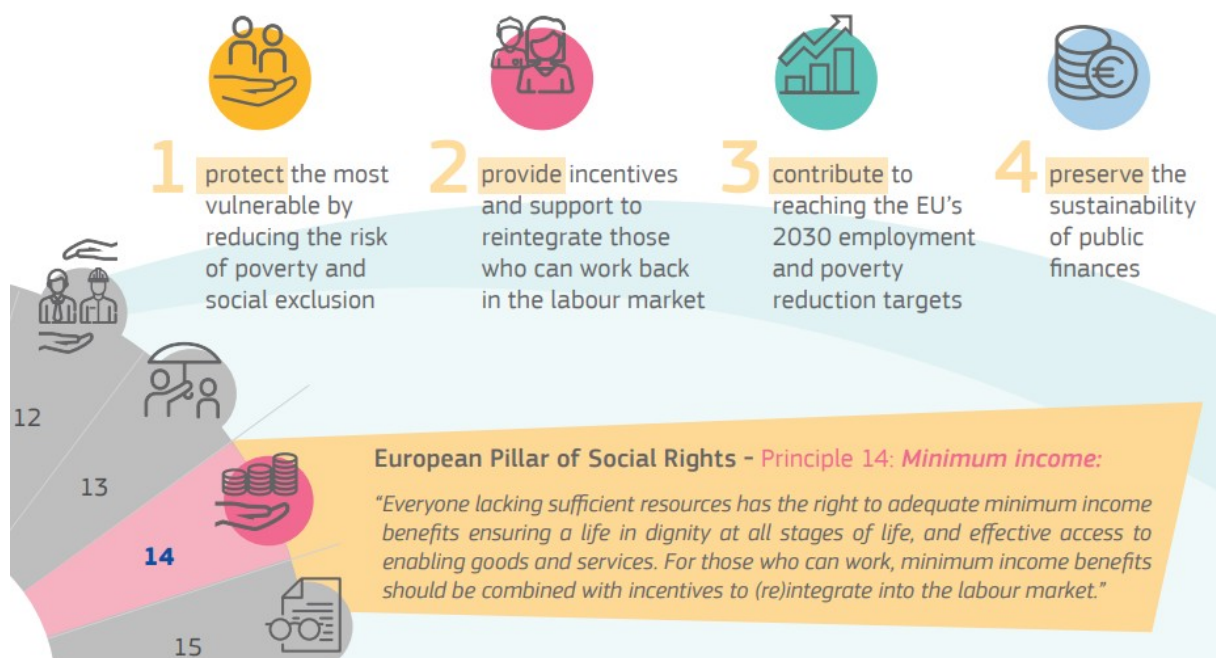 1 protect the most
vulnerable by
reducing the risk
of poverty and
social exclusion
2 provide incentives
and support to
reintegrate those
who can work back
in the labour market
3 contribute to
reaching the EU's
2030 employment
and poverty
reduction targets
4 preserve the
sustainability
of public
finances
12
13
14
15
European Pillar of Social Rights - Principle 14: Minimum income:
“Everyone lacking sufficient resources has the right to adequate minimum income
benefits ensuring a life in dignity at all stages of life, and effective access to
enabling goods and services. For those who can work, minimum income benefits
should be combined with incentives to (re)integrate into the labour market.”